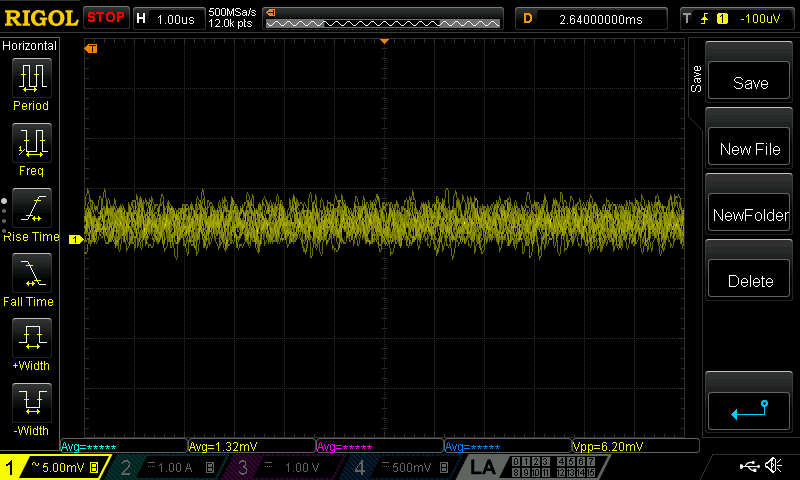 RIGOL STOP H 1.00us 500MSa/s 12.0k pts D 2.64000000ms T 1 -100uV
Horizontal
Period
Freq
Rise Time
Fall Time
+Width
-Width
T
1
Save
Save
New File
NewFolder
Delete
Avg=***** Avg=1.32mV Avg=***** Avg=***** Vpp=6.20mV
1 ~ 5.00mV B 2 1.00 A B 3 1.00 V 4 500mV B LA 0 1 2 3 4 5 6 7
8 9 10 11 12 13 14 15